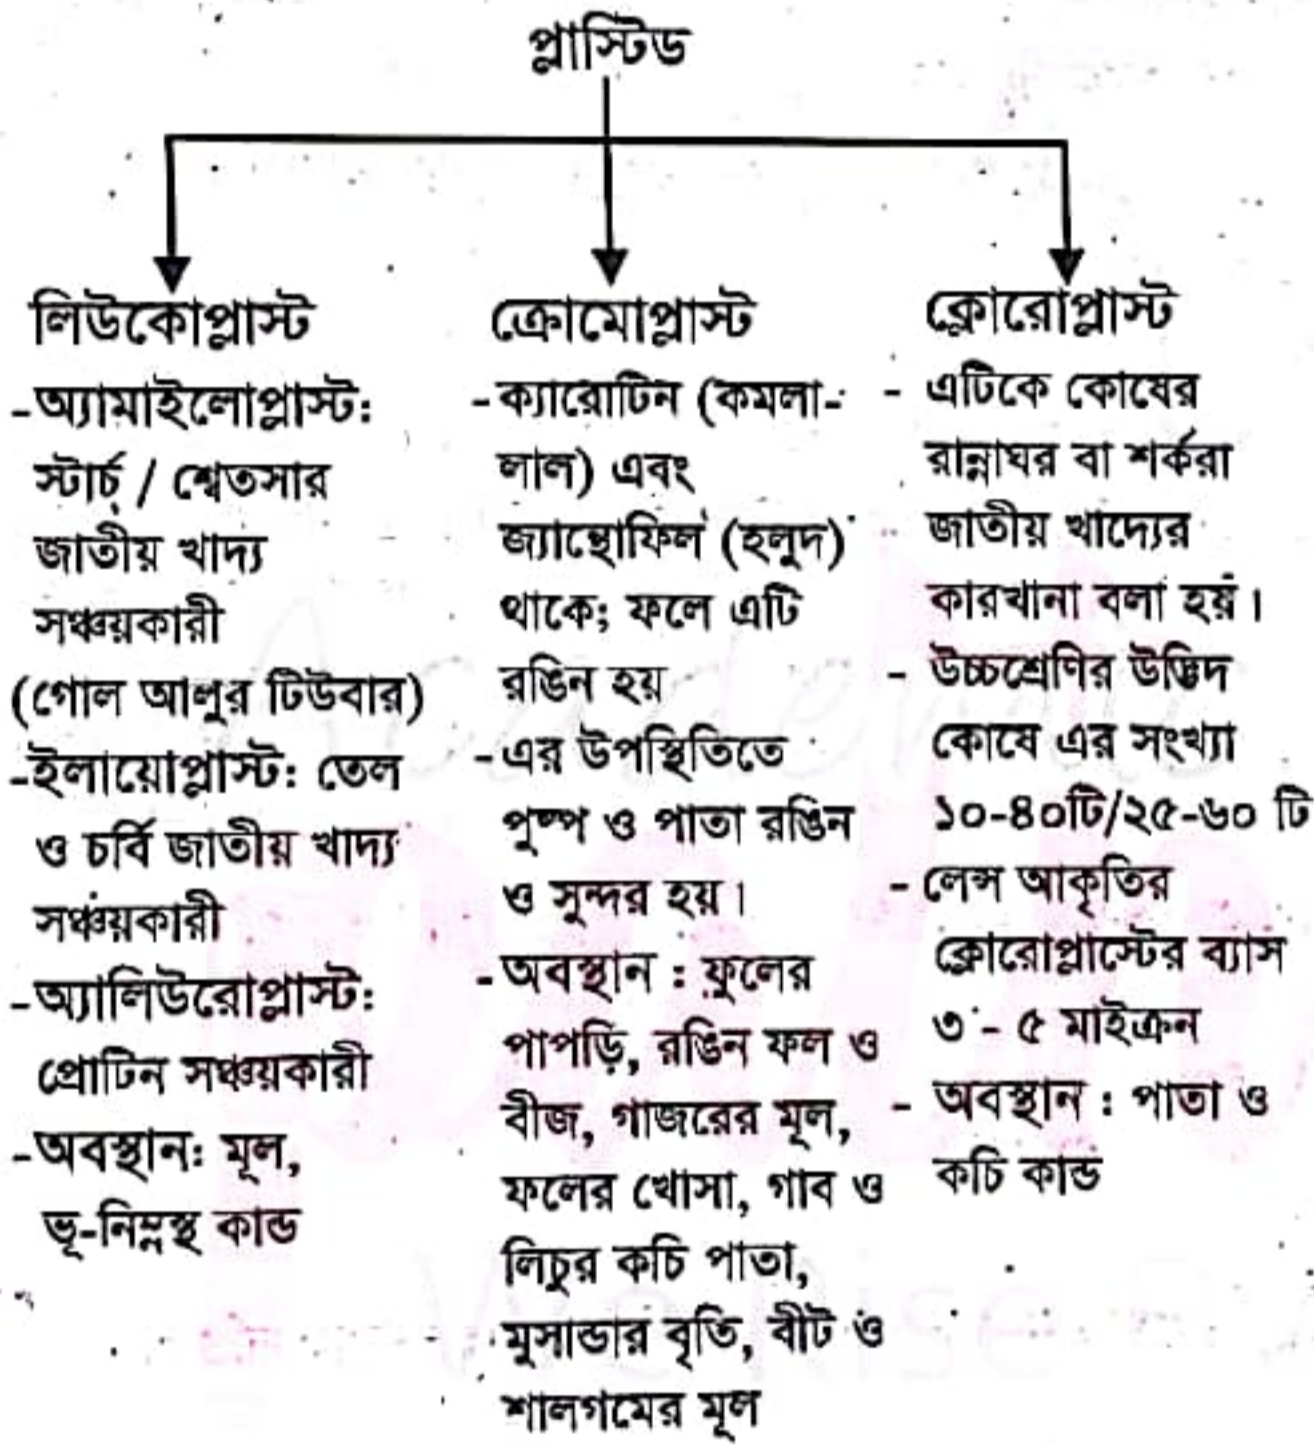 প্লাস্টিড
লিউকোপ্লাস্ট
-অ্যামাইলোপ্লাস্ট:
স্টার্চ / শ্বেতসার
জাতীয় খাদ্য
সঞ্চয়কারী
(গোল আলুর টিউবার)
-ইলায়োপ্লাস্ট: তেল
ও চর্বি জাতীয় খাদ্য
সঞ্চয়কারী
-অ্যালিউরোপ্লাস্ট:
প্রোটিন সঞ্চয়কারী
-অবস্থান: মূল,
ভূ-নিম্নস্থ কান্ড
ক্রোমোপ্লাস্ট
-ক্যারোটিন (কমলা-
লাল) এবং
জ্যান্থোফিল (হলুদ)
থাকে; ফলে এটি
রঙিন হয়
-এর উপস্থিতিতে
পুষ্প ও পাতা রঙিন
ও সুন্দর হয়।
-অবস্থান : ফুলের
পাপড়ি, রঙিন ফল ও
বীজ, গাজরের মূল,
ফলের খোসা, গাব ও
লিচুর কচি পাতা,
মুসান্ডার বৃতি, বীট ও
শালগমের মূল
ক্লোরোপ্লাস্ট
- এটিকে কোষের
রান্নাঘর বা শর্করা
জাতীয় খাদ্যের
কারখানা বলা হয়।
- উচ্চশ্রেণির উদ্ভিদ
কোষে এর সংখ্যা
১০-৪০টি/২৫-৬০ টি
- লেন্স আকৃতির
ক্লোরোপ্লাস্টের ব্যাস
৩ - ৫ মাইক্রন
- অবস্থান : পাতা ও
কচি কান্ড